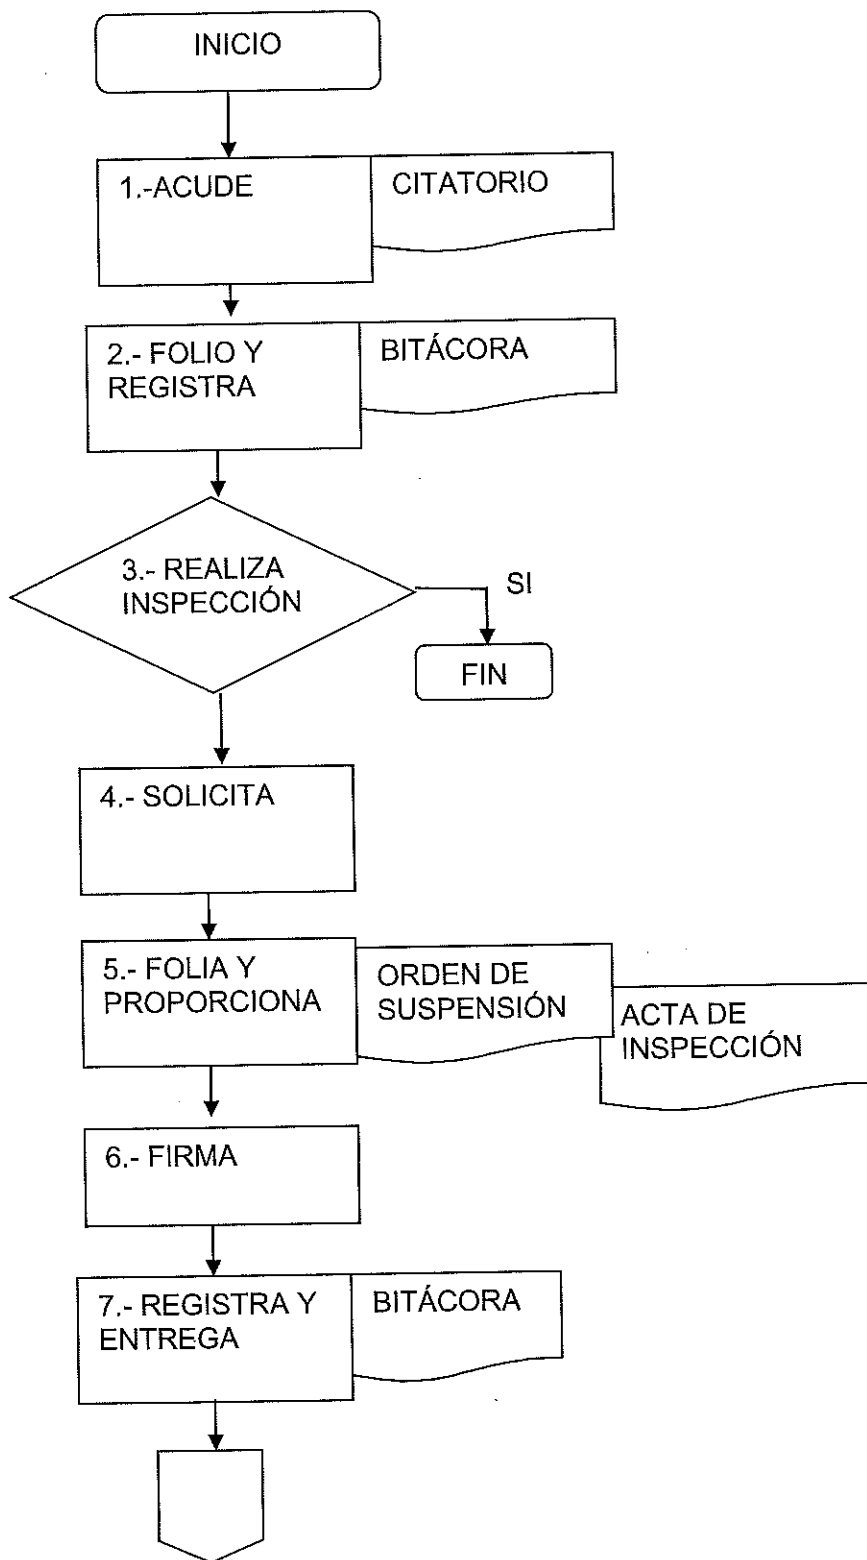 INICIO
1.-ACUDE
CITATORIO
2.- FOLIO Y
REGISTRA
BITÁCORA
3.- REALIZA
INSPECCIÓN
SI
FIN
4.- SOLICITA
5.- FOLIA Y
PROPORCIONA
ORDEN DE
SUSPENSIÓN
ACTA DE
INSPECCIÓN
6.- FIRMA
7.- REGISTRA Y
ENTREGA
BITÁCORA